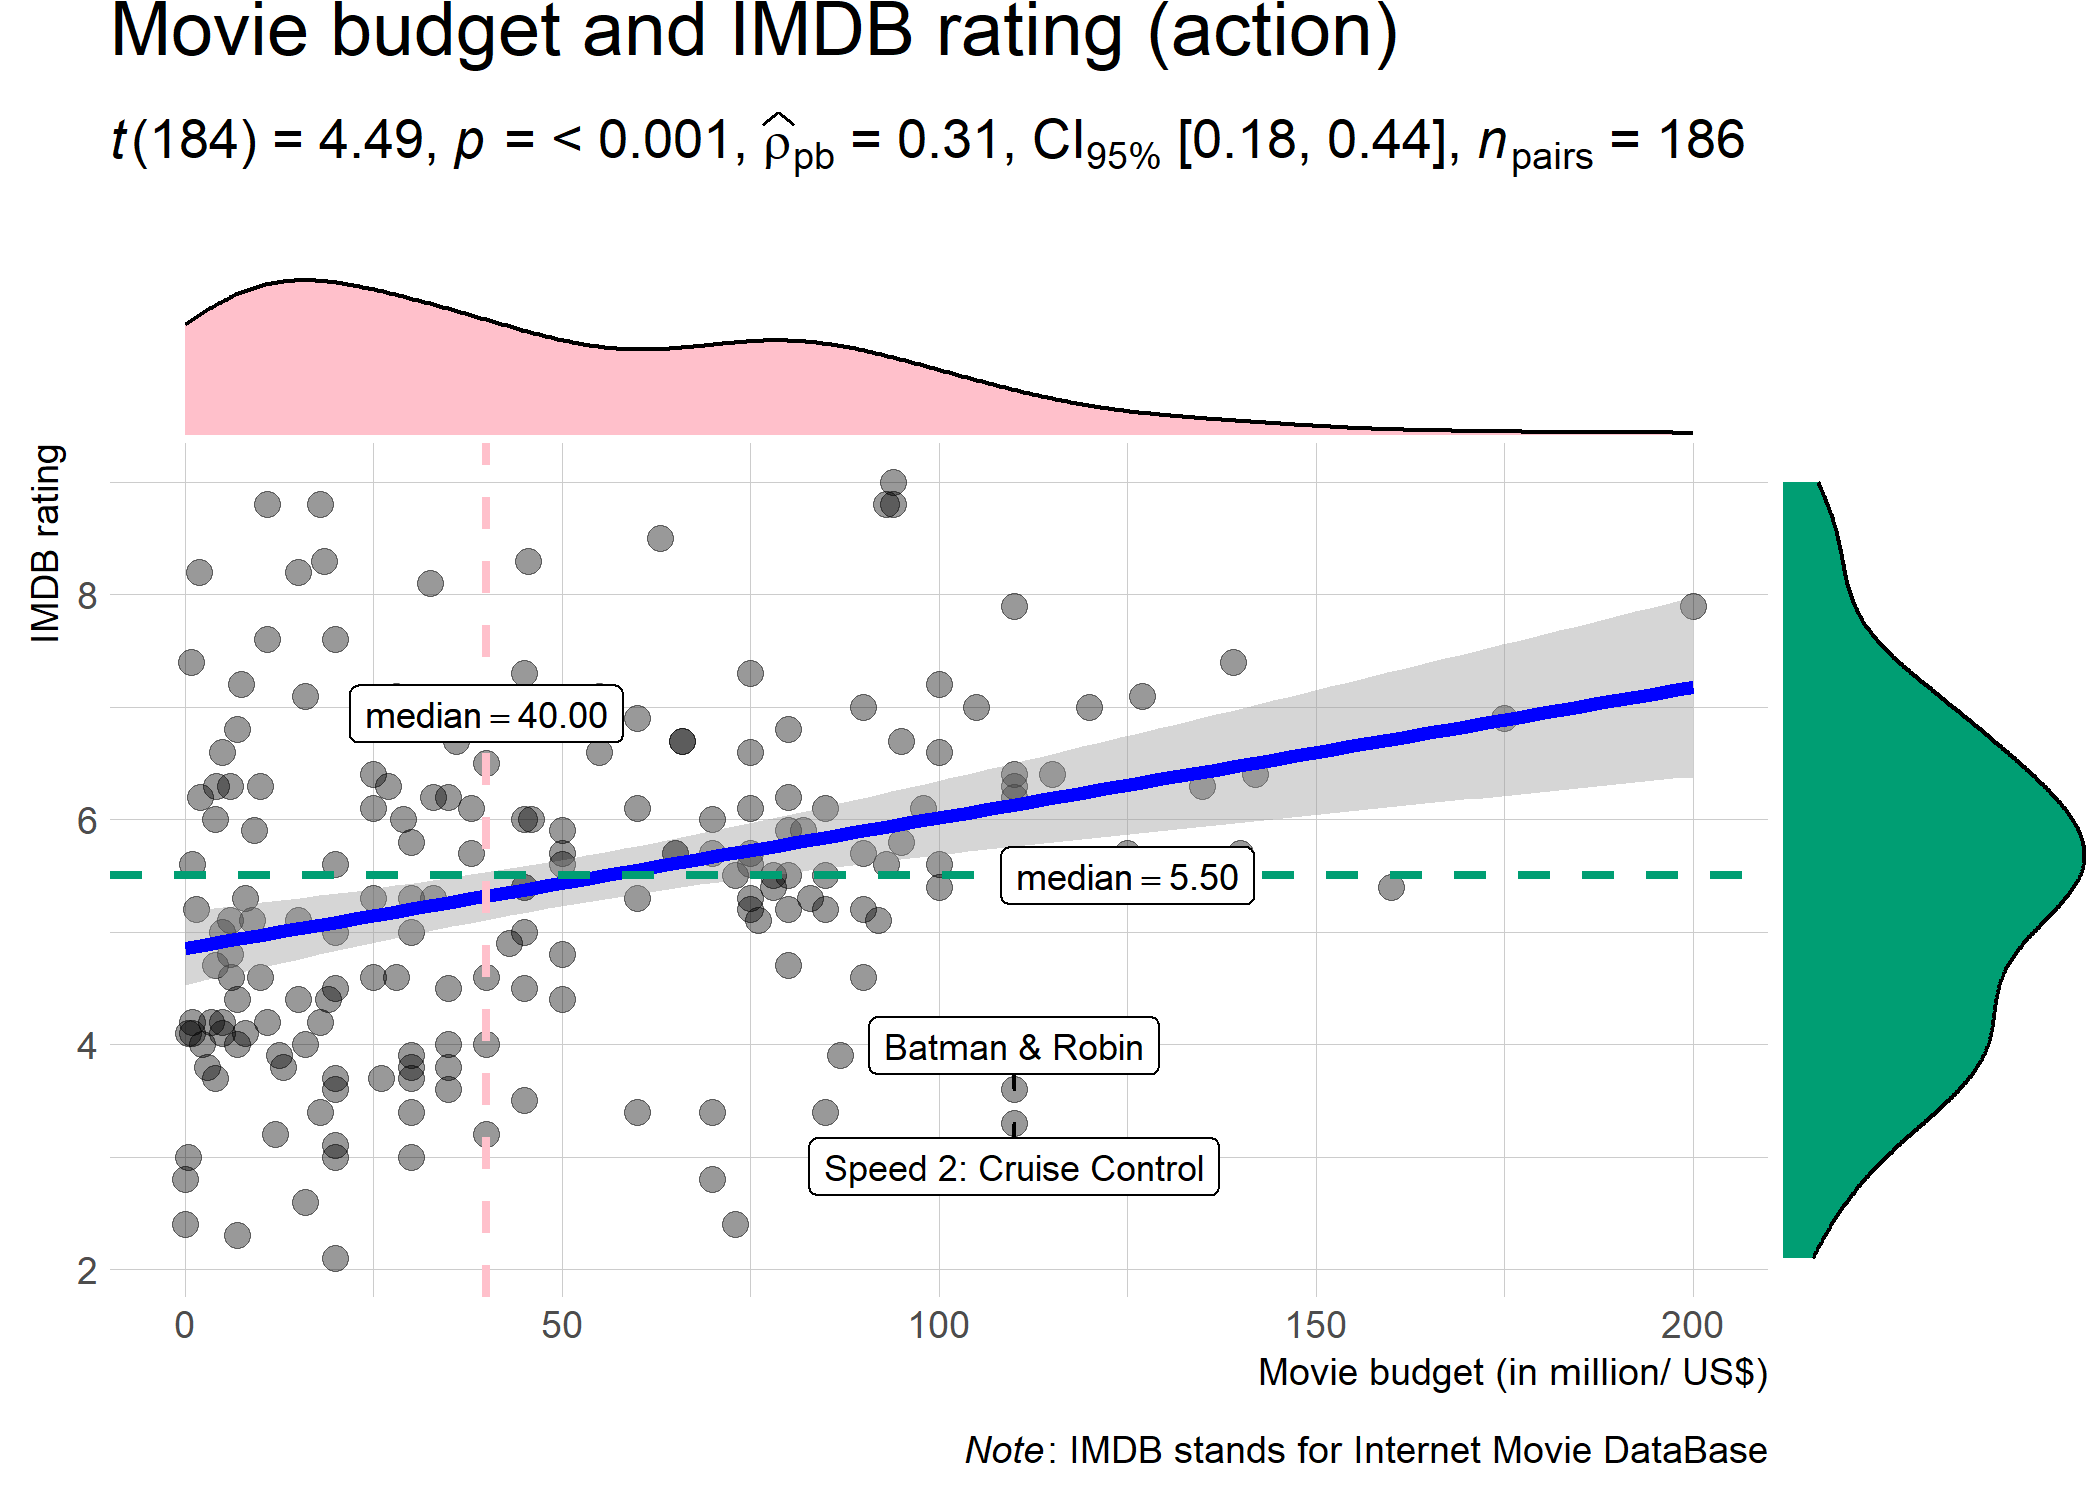 Movie budget and IMDB rating (action)
t(184) = 4.49, p = < 0.001, ρ̂pb = 0.31, CI95% [0.18, 0.44], npairs = 186
IMDB rating
8
6
4
2
median = 40.00
median = 5.50
Batman & Robin
Speed 2: Cruise Control
0 50 100 150 200
Movie budget (in million/ US$)
Note: IMDB stands for Internet Movie DataBase